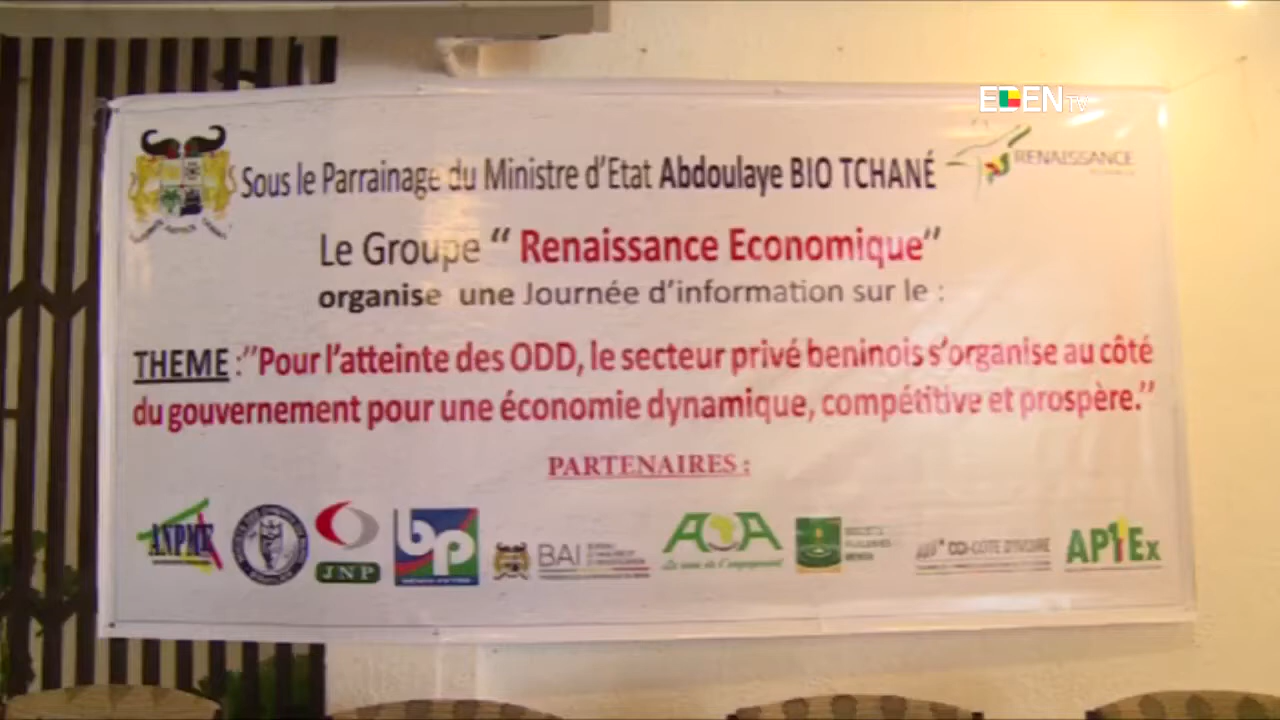 EDEN TV
Sous le Parrainage du Ministre d'Etat Abdoulaye BIO TCHANÉ
RENAISSANCE
Le Groupe “ Renaissance Economique”
organise une Journée d'information sur le :
THEME :”Pour l'atteinte des ODD, le secteur privé beninois s'organise au côté
du gouvernement pour une économie dynamique, compétitive et prospère.”
PARTENAIRES :
ANPME
JNP
bp
BAI
AOA
CCI-COTE D'IVOIRE
APIEx